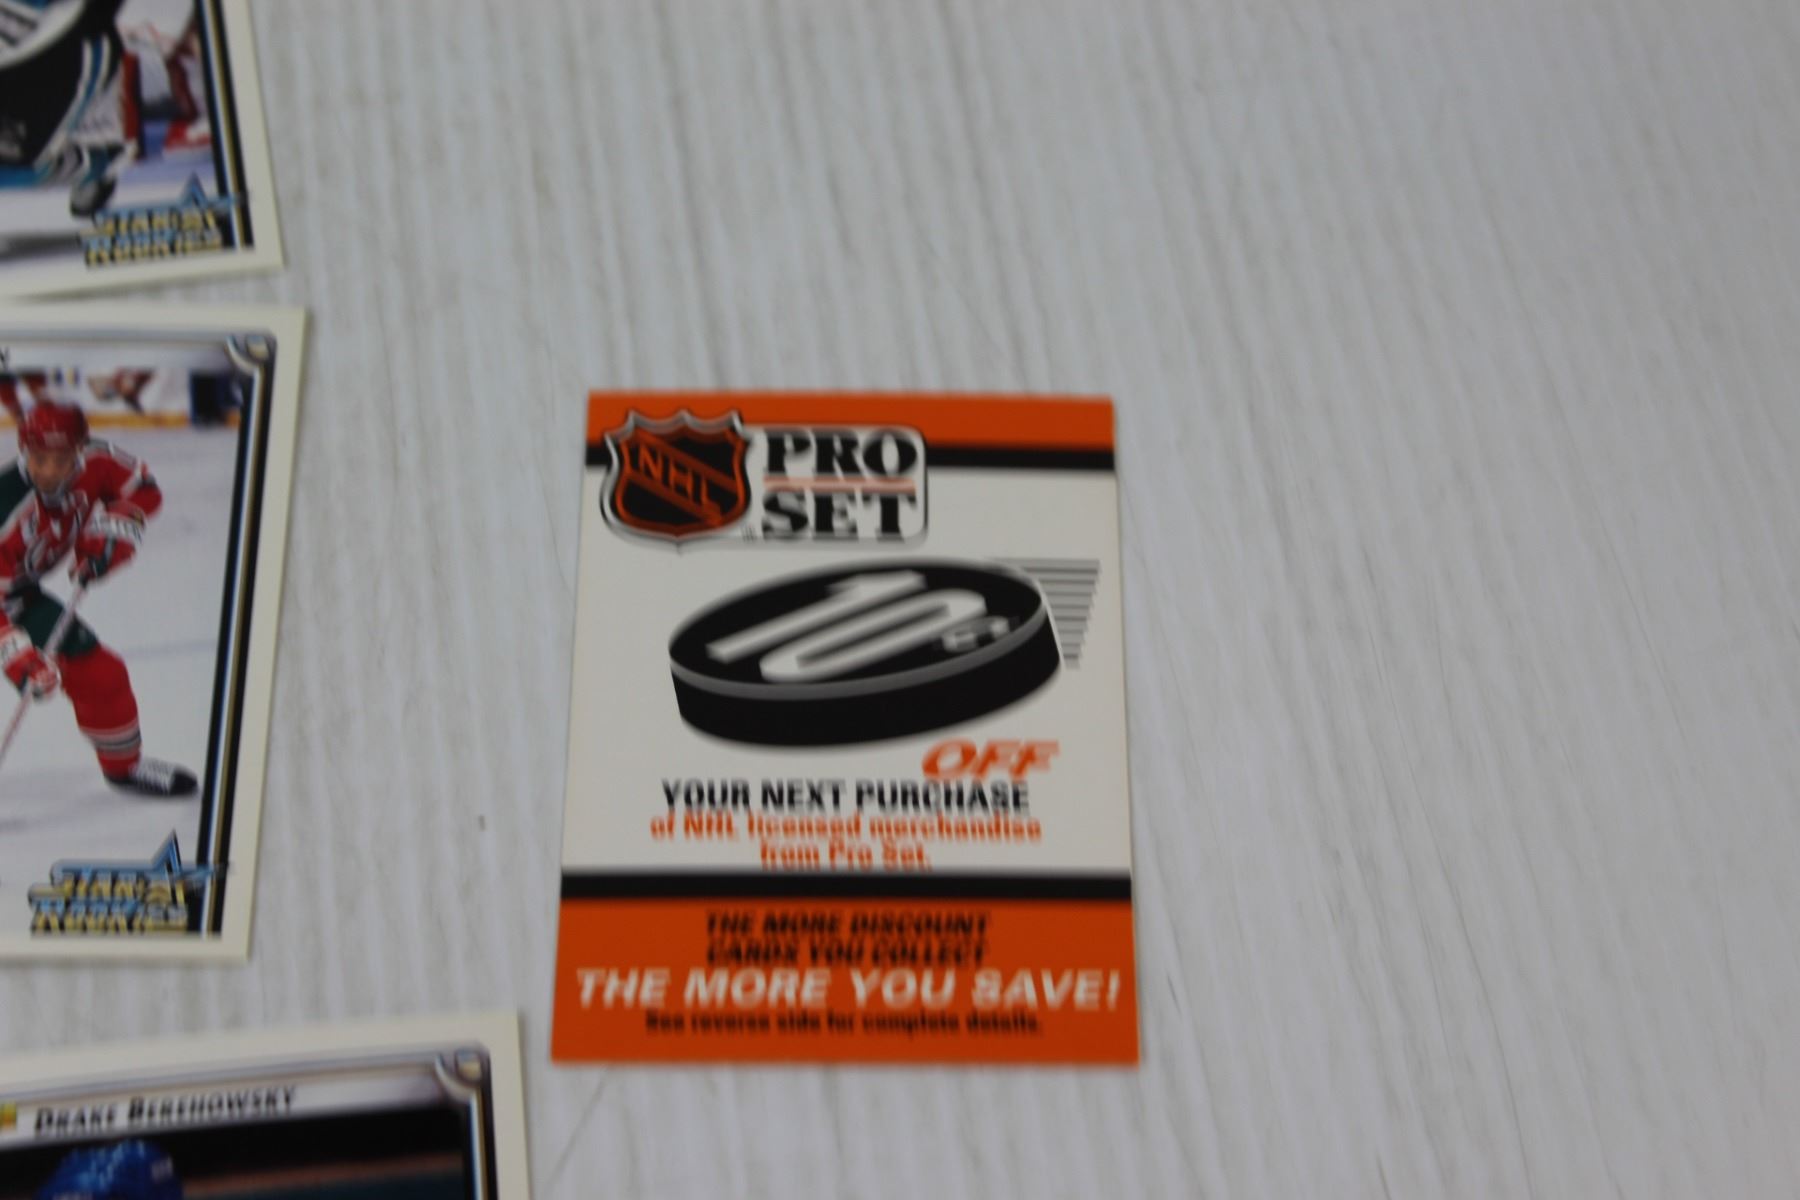 STAR
ROOKIES
STAR
ROOKIES
NHL
PRO
SET
10
OFF
YOUR NEXT PURCHASE
of NHL licensed merchandise
from Pro Set.
THE MORE DISCOUNT
CARDS YOU COLLECT
THE MORE YOU SAVE!
See reverse side for complete details.
DRAKE BEREHOWSKY